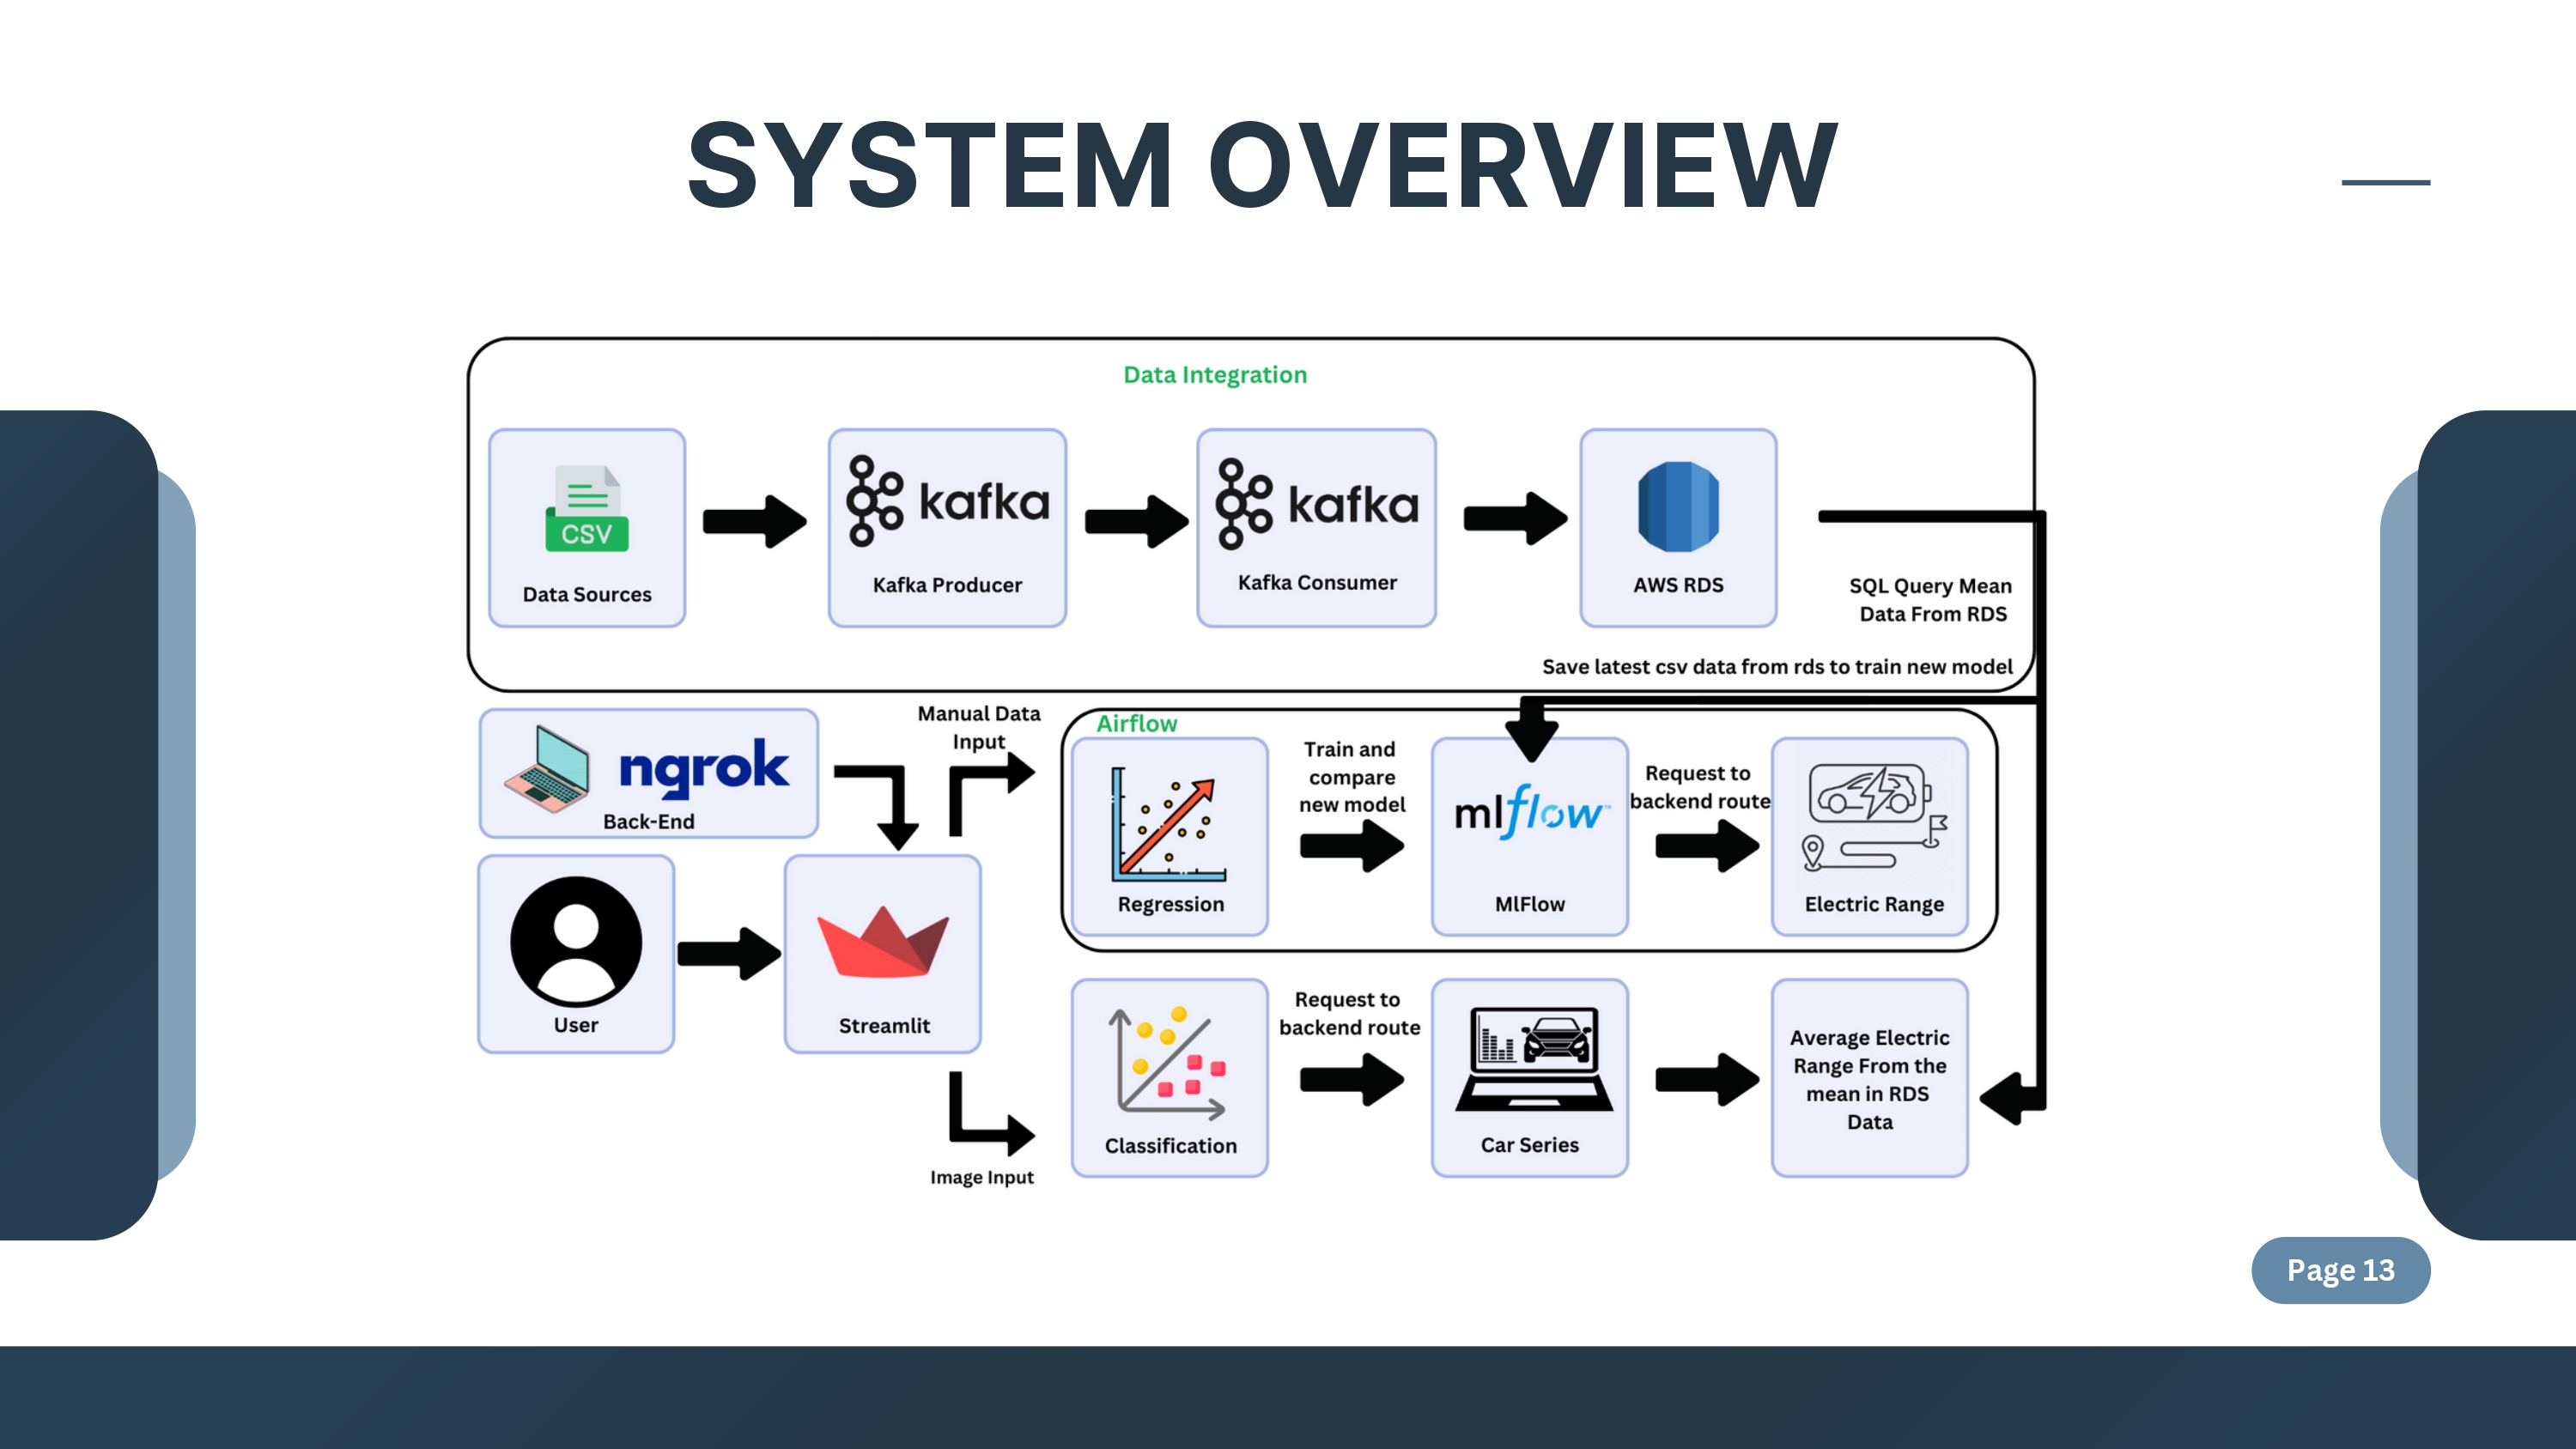 SYSTEM OVERVIEW
Data Integration
CSV
Data Sources
kafka
Kafka Producer
kafka
Kafka Consumer
AWS RDS
SQL Query Mean
Data From RDS
Save latest csv data from rds to train new model
ngrok
Back-End
Manual Data
Input
User
Streamlit
Image Input
Airflow
Regression
Train and
compare
new model
mlflow™
MlFlow
Request to
backend route
Electric Range
Classification
Request to
backend route
Car Series
Average Electric
Range From the
mean in RDS
Data
Page 13